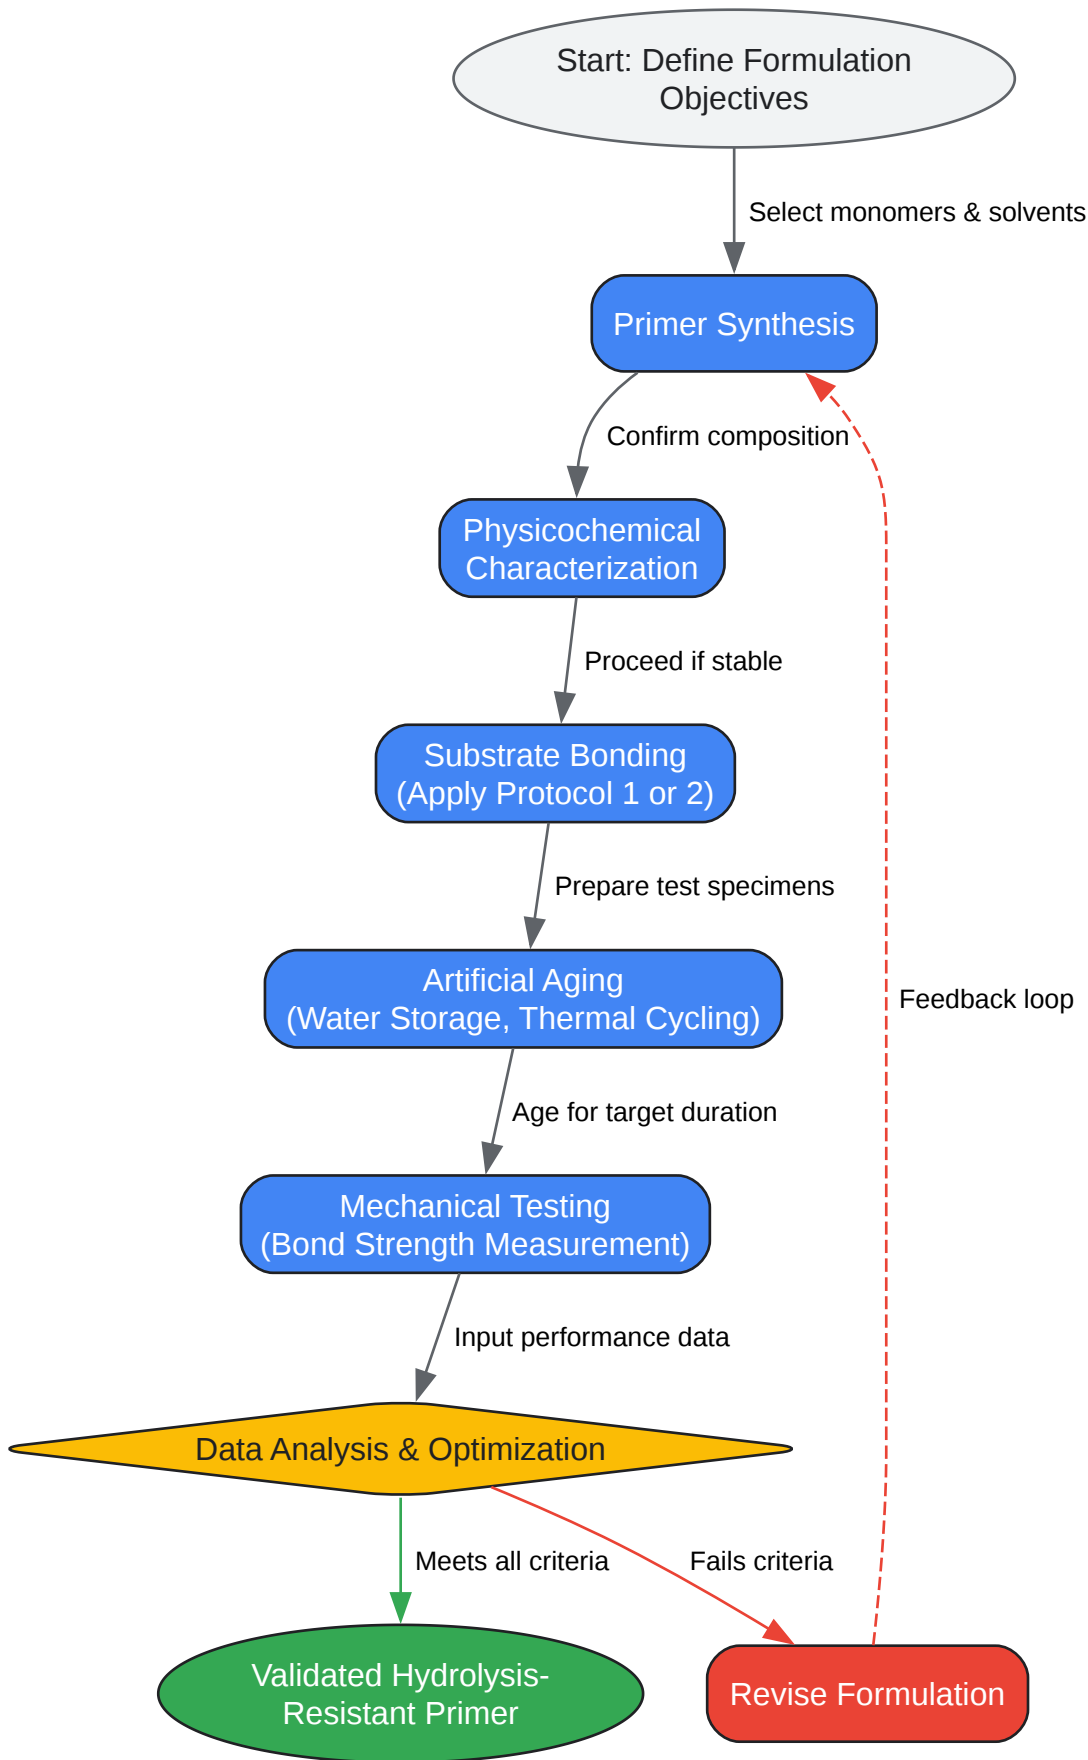 Start: Define Formulation
Objectives
Select monomers & solvents
Primer Synthesis
Confirm composition
Physicochemical
Characterization
Proceed if stable
Substrate Bonding
(Apply Protocol 1 or 2)
Prepare test specimens
Artificial Aging
(Water Storage, Thermal Cycling)
Feedback loop
Age for target duration
Mechanical Testing
(Bond Strength Measurement)
Input performance data
Data Analysis & Optimization
Meets all criteria
Fails criteria
Validated Hydrolysis-
Resistant Primer
Revise Formulation